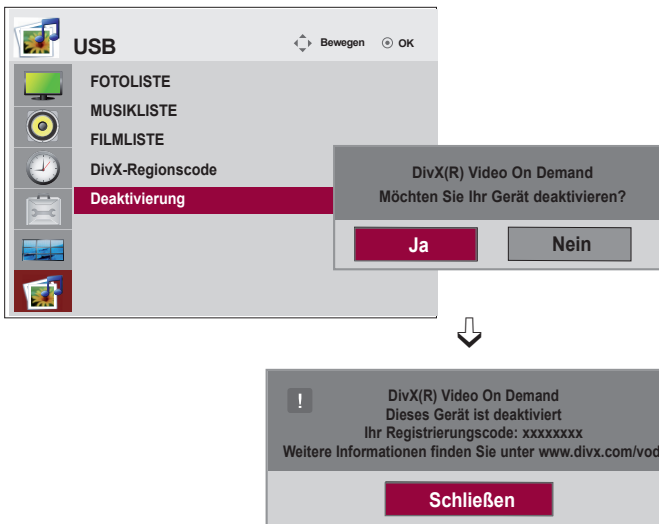 USB
Bewegen
OK
FOTOLISTE
MUSIKLISTE
FILMLISTE
DivX-Regionscode
Deaktivierung
DivX(R) Video On Demand
Möchten Sie Ihr Gerät deaktivieren?
Ja
Nein
!
DivX(R) Video On Demand
Dieses Gerät ist deaktiviert
Ihr Registrierungscode: xxxxxxxx
Weitere Informationen finden Sie unter www.divx.com/vod
Schließen